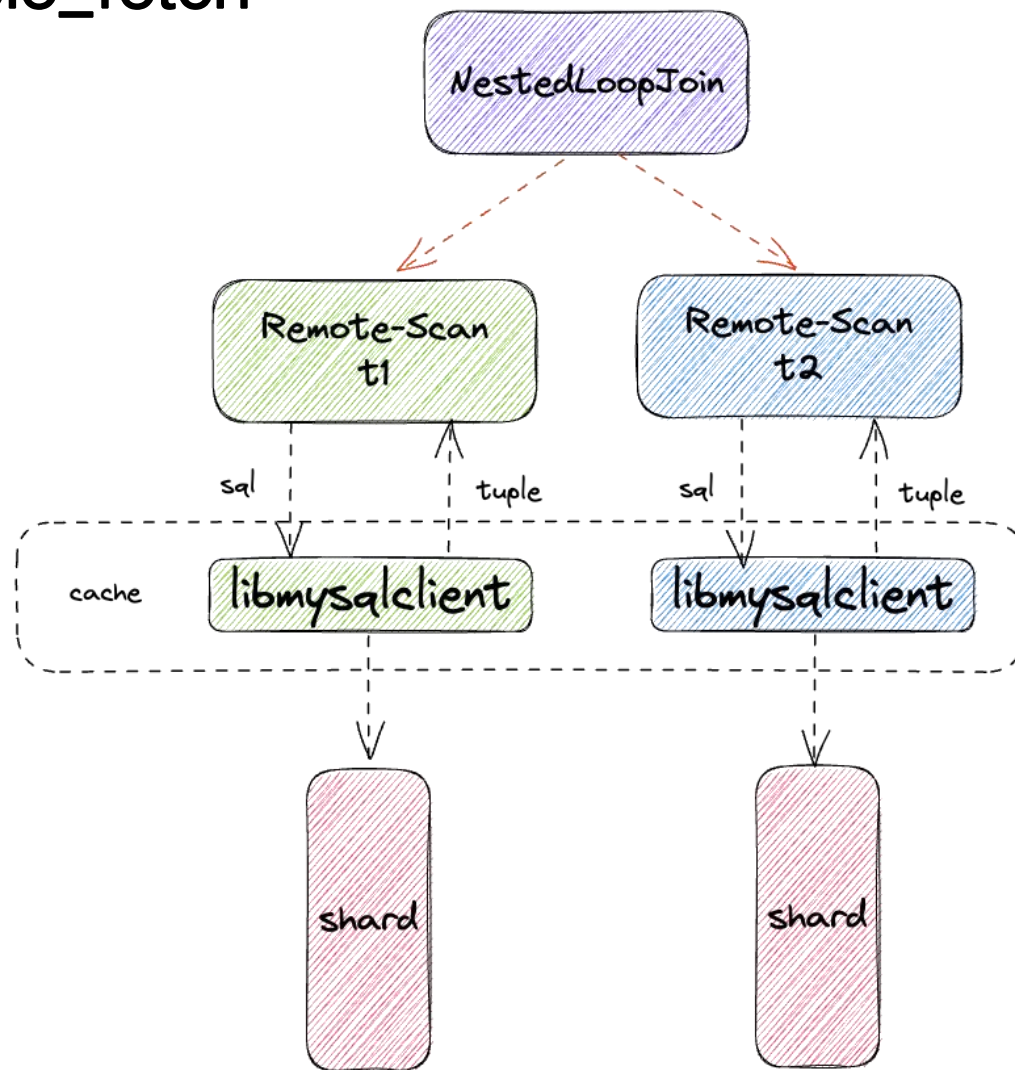 NestedLoopJoin
Remote-Scan
t1
Remote-Scan
t2
sql
tuple
sql
tuple
cache
libmysqlclient
libmysqlclient
shard
shard